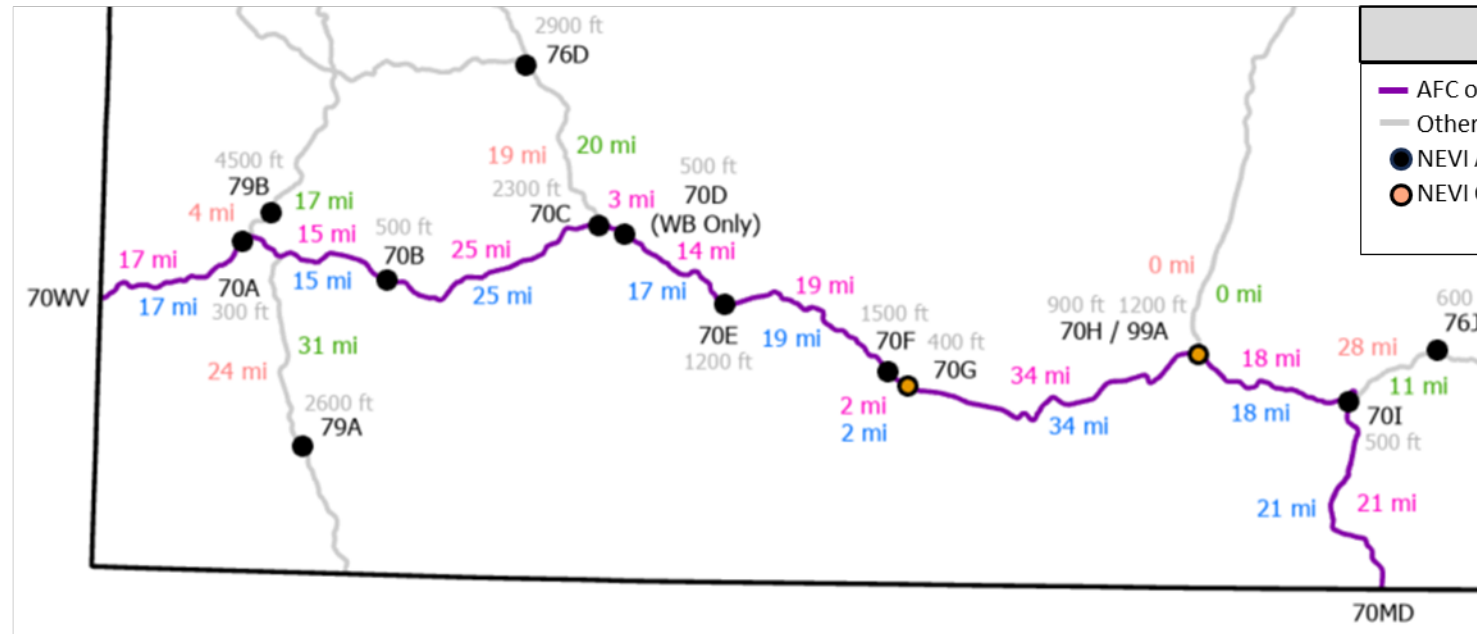 2900 ft
76D
AFC o
Other
NEVI
NEVI
20 mi
19 mi
4500 ft
79B
17 mi
4 mi
500 ft
70D
(WB Only)
2300 ft
70C
3 mi
15 mi
500 ft
70B
25 mi
14 mi
17 mi
70WV
17 mi
70A
300 ft
15 mi
25 mi
17 mi
19 mi
70E
1200 ft
19 mi
1500 ft
70F
400 ft
70G
0 mi
0 mi
900 ft 1200 ft
70H / 99A
600
76J
31 mi
24 mi
2600 ft
79A
2 mi
2 mi
34 mi
34 mi
18 mi
18 mi
28 mi
11 mi
70I
500 ft
21 mi
21 mi
70MD